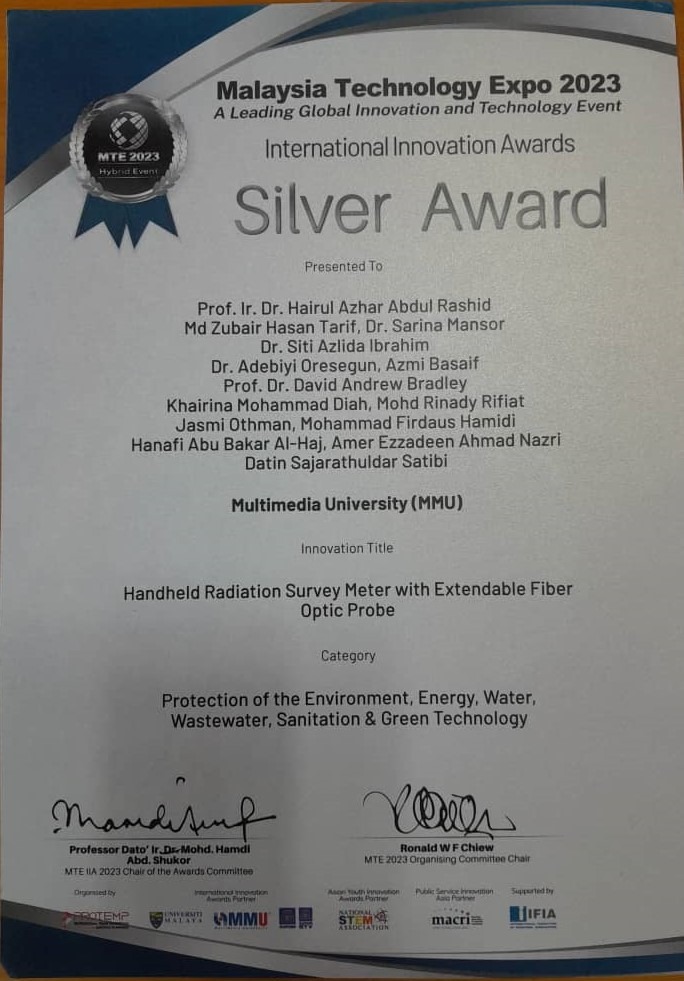 Malaysia Technology Expo 2023
A Leading Global Innovation and Technology Event
MTE 2023
Hybrid Event
International Innovation Awards
Silver Award
Presented To
Prof. Ir. Dr. Hairul Azhar Abdul Rashid
Md Zubair Hasan Tarif, Dr. Sarina Mansor
Dr. Siti Azlida Ibrahim
Dr. Adebiyi Oresegun, Azmi Basaif
Prof. Dr. David Andrew Bradley
Khairina Mohammad Diah, Mohd Rinady Rifiat
Jasmi Othman, Mohammad Firdaus Hamidi
Hanafi Abu Bakar Al-Haj, Amer Ezzadeen Ahmad Nazri
Datin Sajarathuldar Satibi
Multimedia University (MMU)
Innovation Title
Handheld Radiation Survey Meter with Extendable Fiber
Optic Probe
Category
Protection of the Environment, Energy, Water,
Wastewater, Sanitation & Green Technology
Professor Dato' Ir. Dr. Mohd. Hamdi
Abd. Shukor
MTE IIA 2023 Chair of the Awards Committee
Ronald W F Chiew
MTE 2023 Organising Committee Chair
Organized by
PROTEMP
International Innovation
Awards Partner
UNIVERSITI
MALAYA
MMU
Asian Youth Innovation
Awards Partner
NATIONAL
STEM
ASSOCIATION
Public Service Innovation
Asia Partner
macri
Supported by
IFIA